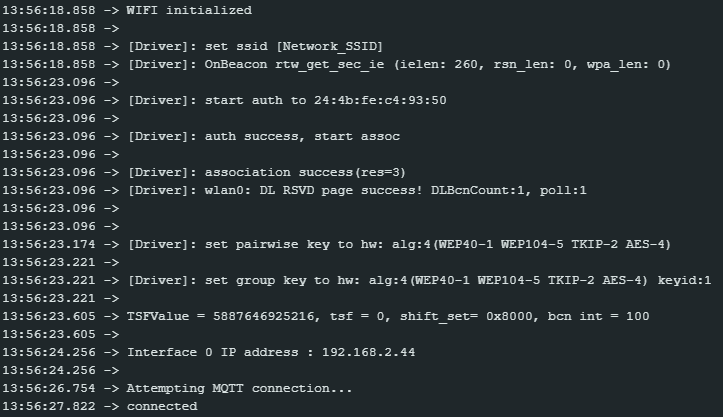 13:56:18.858 -> WIFI initialized
13:56:18.858 ->
13:56:18.858 -> [Driver]: set ssid [Network_SSID]
13:56:18.858 -> [Driver]: OnBeacon rtw_get_sec_ie (ielen: 260, rsn_len: 0, wpa_len: 0)
13:56:23.096 ->
13:56:23.096 -> [Driver]: start auth to 24:4b:fe:c4:93:50
13:56:23.096 ->
13:56:23.096 -> [Driver]: auth success, start assoc
13:56:23.096 ->
13:56:23.096 -> [Driver]: association success(res=3)
13:56:23.096 -> [Driver]: wlan0: DL RSVD page success! DLBcnCount:1, poll:1
13:56:23.096 ->
13:56:23.096 ->
13:56:23.174 -> [Driver]: set pairwise key to hw: alg:4(WEP40-1 WEP104-5 TKIP-2 AES-4)
13:56:23.221 ->
13:56:23.221 -> [Driver]: set group key to hw: alg:4(WEP40-1 WEP104-5 TKIP-2 AES-4) keyid:1
13:56:23.221 ->
13:56:23.605 -> TSFValue = 5887646925216, tsf = 0, shift_set= 0x8000, bcn int = 100
13:56:23.605 ->
13:56:24.256 -> Interface 0 IP address : 192.168.2.44
13:56:24.256 ->
13:56:26.754 -> Attempting MQTT connection...
13:56:27.822 -> connected